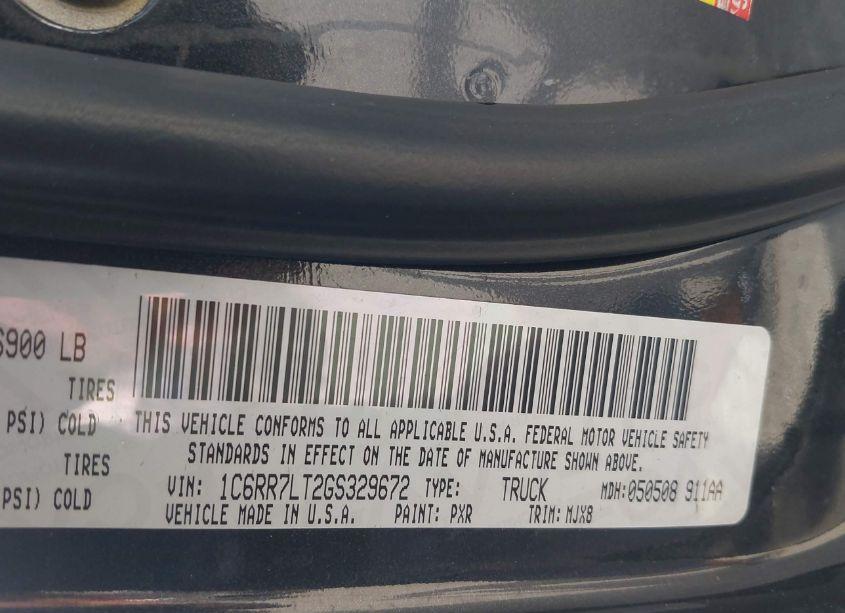 6900 LB
TIRES
PSI) COLD
THIS VEHICLE CONFORMS TO ALL APPLICABLE U.S.A. FEDERAL MOTOR VEHICLE SAFETY
STANDARDS IN EFFECT ON THE DATE OF MANUFACTURE SHOWN ABOVE.
TIRES
VIN: 1C6RR7LT2GS329672 TYPE: TRUCK MDH:050508 911AA
PSI) COLD
VEHICLE MADE IN U.S.A. PAINT: PXR TRIM: MJX8